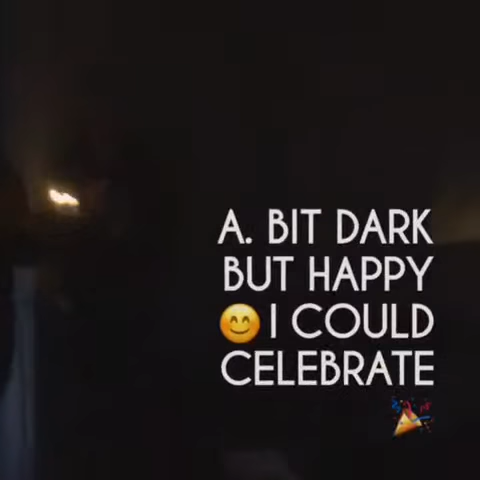 A. BIT DARK
BUT HAPPY
😊 I COULD
CELEBRATE
🎉